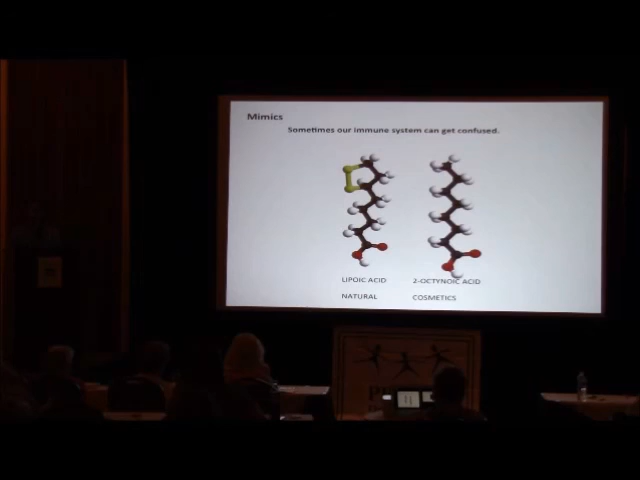 Mimics
Sometimes our immune system can get confused.
LIPOIC ACID
2-OCTYNOIC ACID
NATURAL
COSMETICS